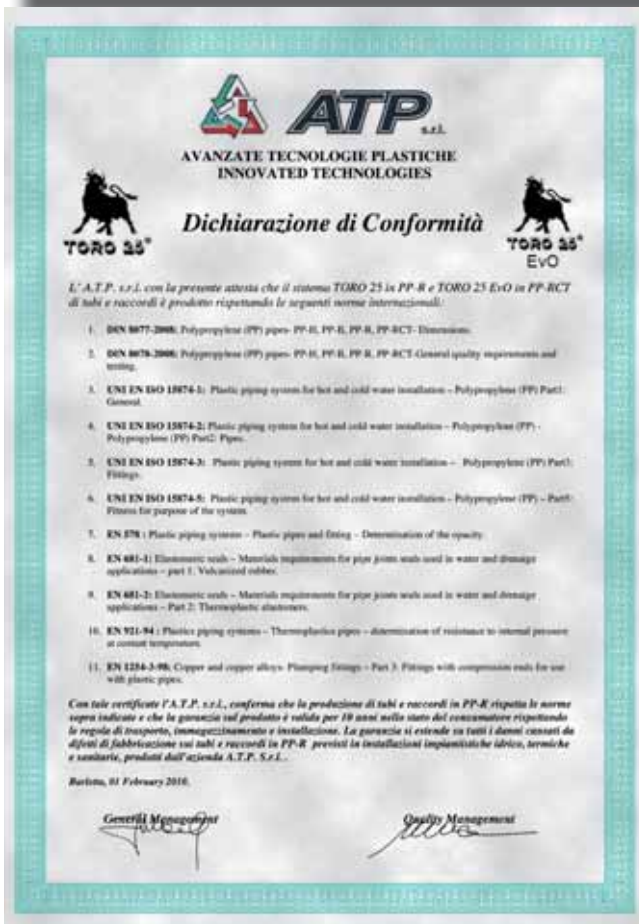 ATP s.r.l.
AVANZATE TECNOLOGIE PLASTICHE
INNOVATED TECHNOLOGIES
Dichiarazione di Conformità
TORO 25®
TORO 25®
EvO
L' A.T.P. s.r.l. con la presente attesta che il sistema TORO 25 in PP-R e TORO 25 EvO in PP-RCT
di tubi e raccordi è prodotto rispettando le seguenti norme internazionali:
1. DIN 8077-2008: Polypropylene (PP) pipes- PP-H, PP-B, PP-R, PP-RCT- Dimensions.
2. DIN 8078-2008: Polypropylene (PP) pipes- PP-H, PP-B, PP-R, PP-RCT-General quality requirements and
testing.
3. UNI EN ISO 15874-1: Plastic piping system for hot and cold water installation – Polypropylene (PP) Part1:
General.
4. UNI EN ISO 15874-2: Plastic piping system for hot and cold water installation – Polypropylene (PP) -
Polypropylene (PP) Part2: Pipes.
5. UNI EN ISO 15874-3: Plastic piping system for hot and cold water installation – Polypropylene (PP) Part3:
Fittings.
6. UNI EN ISO 15874-5: Plastic piping system for hot and cold water installation – Polypropylene (PP) – Part5:
Fitness for purpose of the system.
7. EN 578 : Plastic piping systems – Plastic pipes and fitting – Determination of the opacity.
8. EN 681-1: Elastomeric seals – Materials requirements for pipe joints seals used in water and drenaige
applications – part 1: Vulcanized rubber.
9. EN 681-2: Elastomeric seals – Materials requirements for pipe joints seals used in water and drenaige
applications – Part 2: Thermoplastic elastomers.
10. EN 921-94 : Plastics piping systems – Thermoplastics pipes – determination of resistance to internal pressure
at costant temperature.
11. EN 1254-3-98: Copper and copper alloys- Plumping fittings – Part 3: Fittings with compression ends for use
with plastic pipes.
Con tale certificate l'A.T.P. s.r.l., conferma che la produzione di tubi e raccordi in PP-R rispetta le norme
sopra indicate e che la garanzia sul prodotto è valida per 10 anni nello stato del consumatore rispettando
le regole di trasporto, immagazzinamento e installazione. La garanzia si estende su tutti i danni causati da
difetti di fabbricazione sui tubi e raccordi in PP-R previsti in installazioni impiantistiche idrico, termiche
e sanitarie, prodotti dall'azienda A.T.P. S.r.l. .
Barletta, 01 February 2010.
General Management
Quality Management